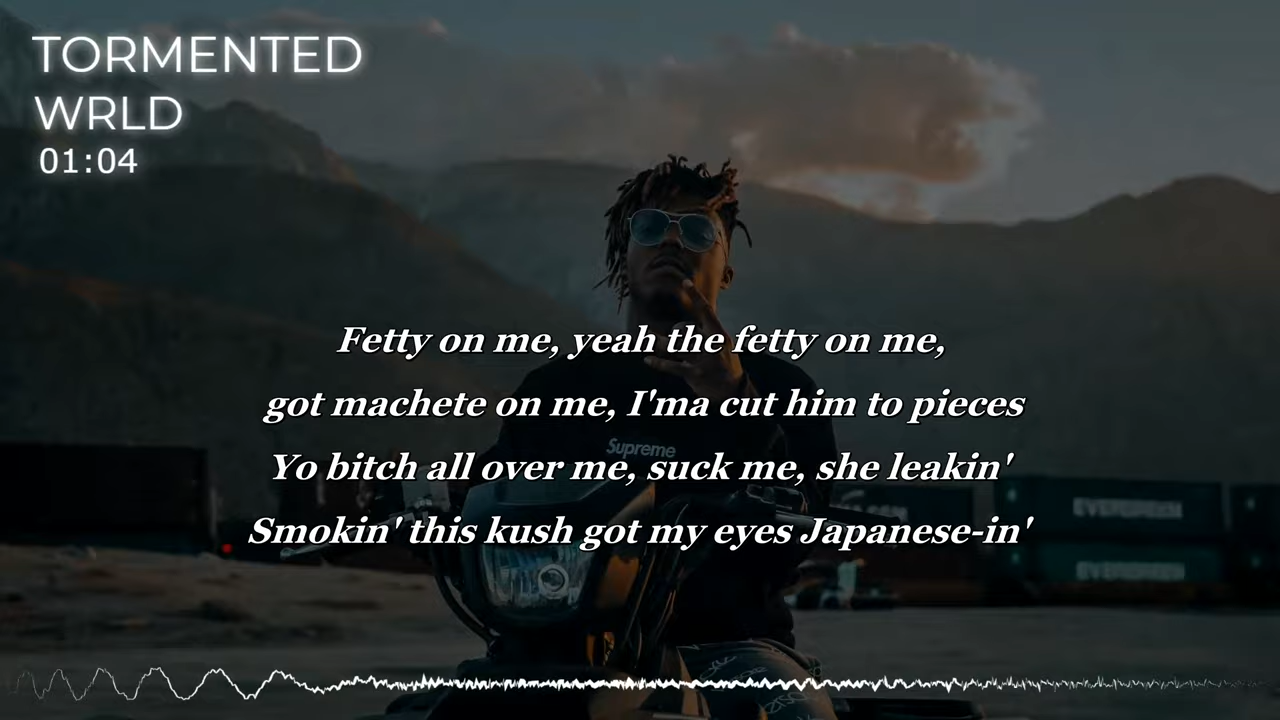 TORMENTED
WRLD
01:04
Fetty on me, yeah the fetty on me,
got machete on me, I'ma cut him to pieces
Supreme
Yo bitch all over me, suck me, she leakin'
Smokin' this kush got my eyes Japanese-in'
EVERGREEN
EVERGREEN